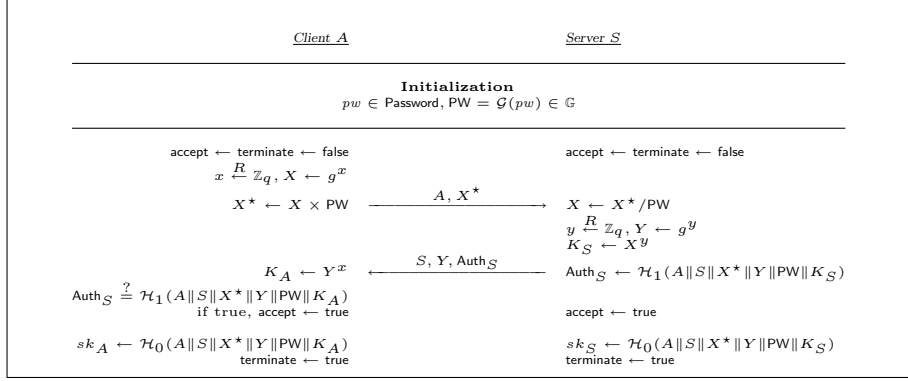 Client A Server S
Initialization
pw ∈ Password, PW = 𝒢(pw) ∈ 𝔾
accept ← terminate ← false accept ← terminate ← false
x ←R ℤq, X ← g^x
X⋆ ← X × PW A, X⋆ X ← X⋆/PW
y ←R ℤq, Y ← g^y
K_S ← X^y
K_A ← Y^x S, Y, Auth_S Auth_S ← ℋ₁(A‖S‖X⋆‖Y‖PW‖K_S)
Auth_S ≟ ℋ₁(A‖S‖X⋆‖Y‖PW‖K_A)
if true, accept ← true accept ← true
sk_A ← ℋ₀(A‖S‖X⋆‖Y‖PW‖K_A) sk_S ← ℋ₀(A‖S‖X⋆‖Y‖PW‖K_S)
terminate ← true terminate ← true